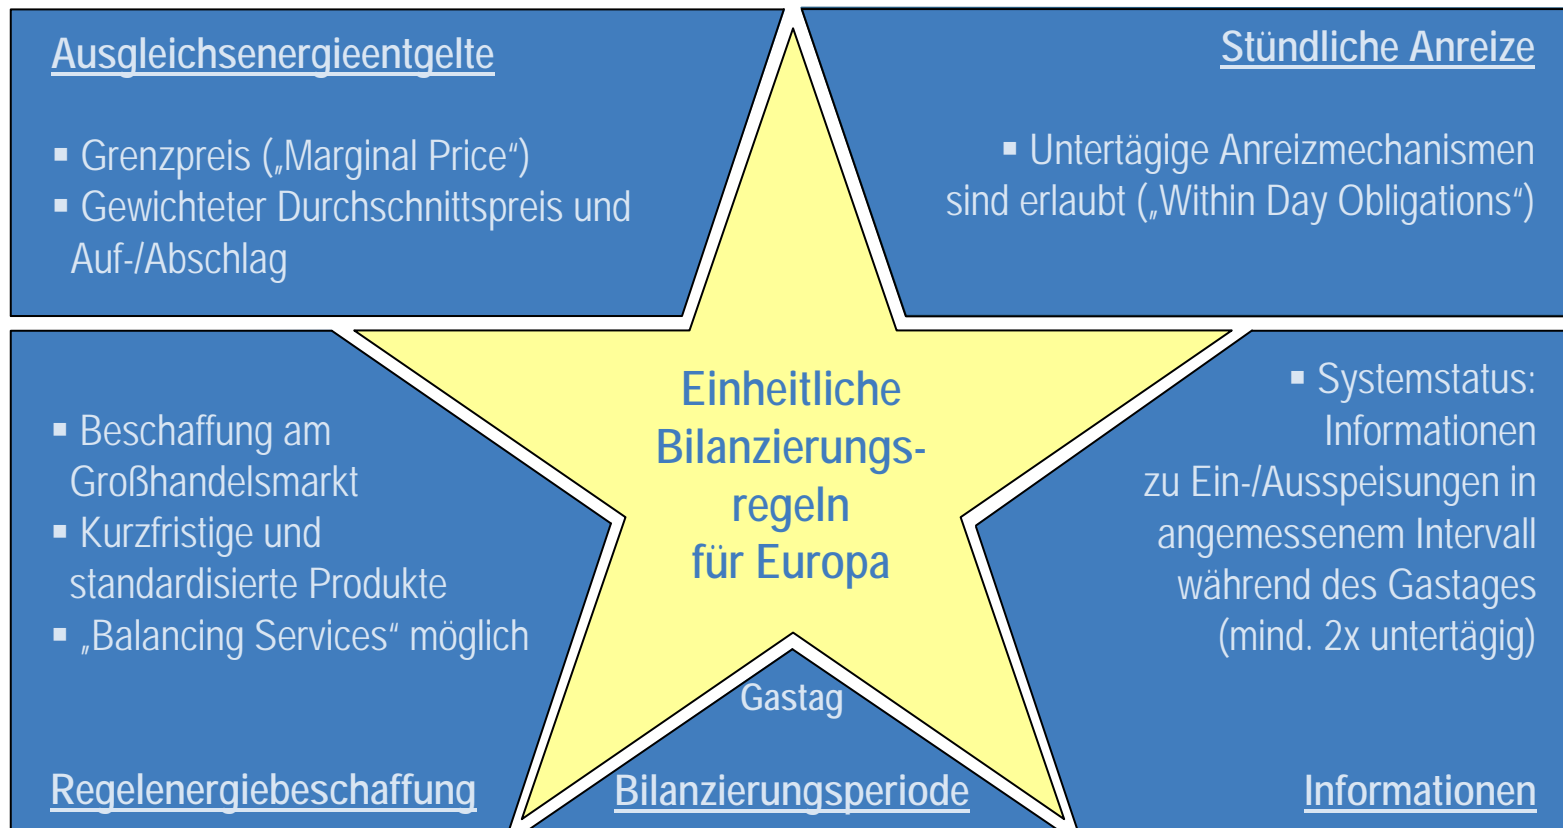 Ausgleichsenergieentgelte
▪ Grenzpreis („Marginal Price“)
▪ Gewichteter Durchschnittspreis und
Auf-/Abschlag
Stündliche Anreize
▪ Untertägige Anreizmechanismen
sind erlaubt („Within Day Obligations“)
Einheitliche
Bilanzierungs-
regeln
für Europa
▪ Beschaffung am
Großhandelsmarkt
▪ Kurzfristige und
standardisierte Produkte
▪ „Balancing Services“ möglich
Regelenergiebeschaffung
Gastag
Bilanzierungsperiode
▪ Systemstatus:
Informationen
zu Ein-/Ausspeisungen in
angemessenem Intervall
während des Gastages
(mind. 2x untertägig)
Informationen